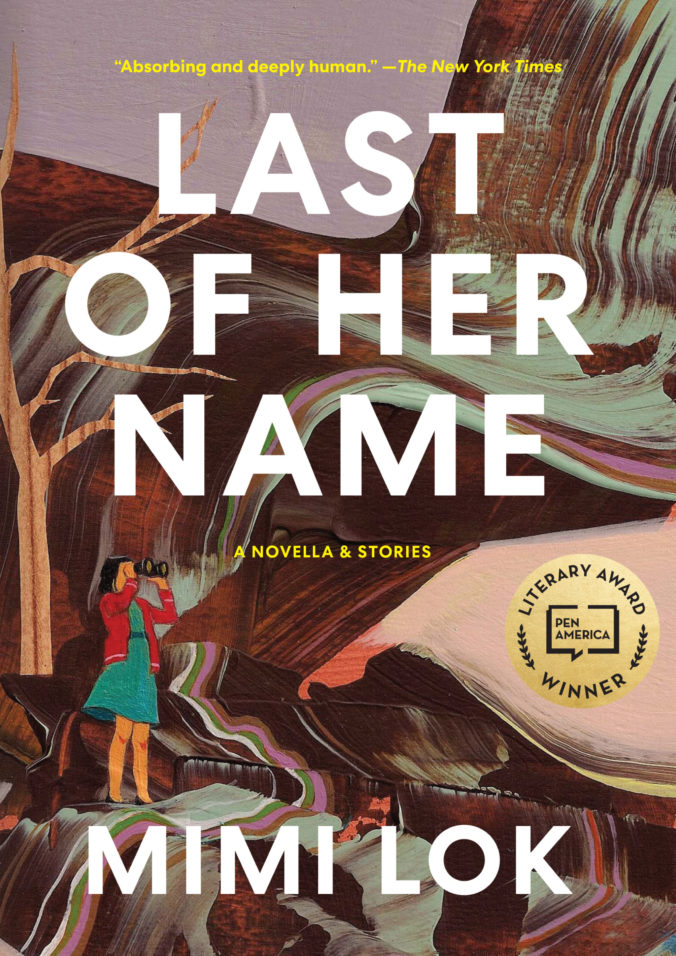 “Absorbing and deeply human.” —The New York Times
LAST
OF HER
NAME
A NOVELLA & STORIES
LITERARY AWARD
PEN
AMERICA
WINNER
MIMI LOK